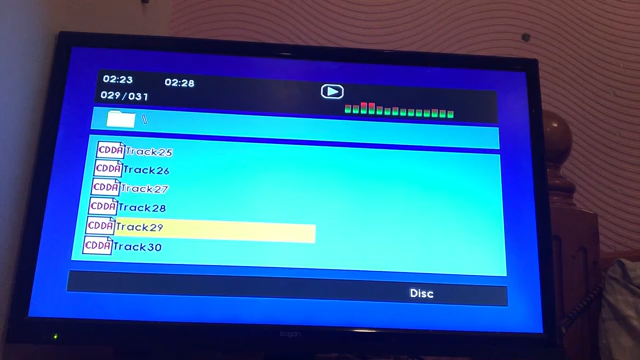 02:23 02:28
029/031
\
CDDA Track25
CDDA Track26
CDDA Track27
CDDA Track28
CDDA Track29
CDDA Track30
Disc